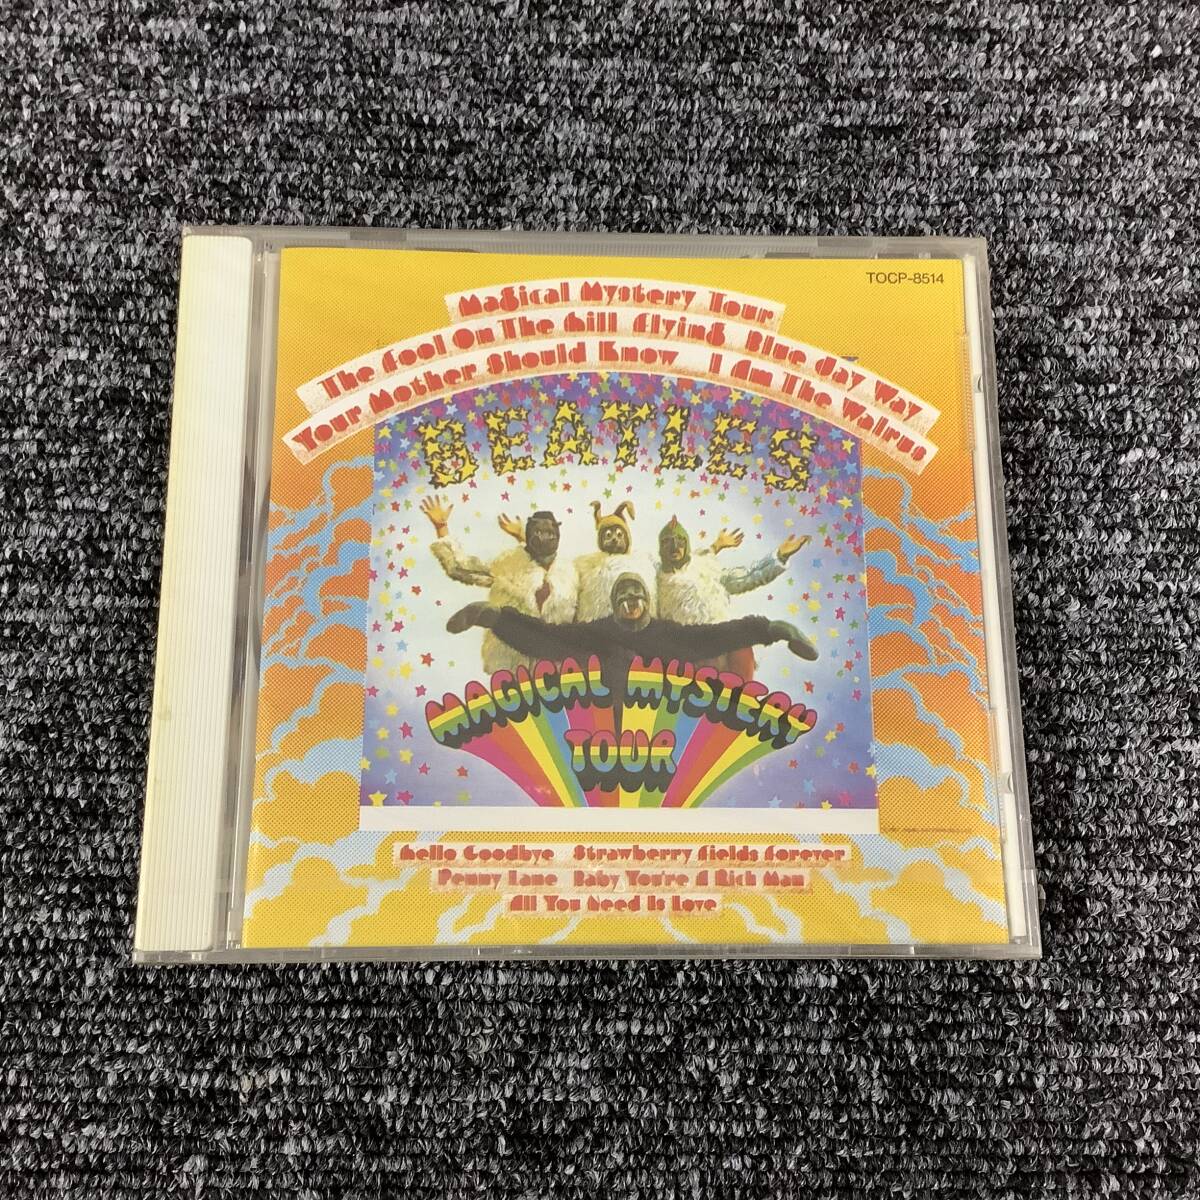 TOCP-8514
Magical Mystery Tour
The Fool On The Hill Flying Blue Jay Way
Your Mother Should Know I Am The Walrus
BEATLES
MAGICAL MYSTERY
TOUR
Hello Goodbye Strawberry Fields Forever
Penny Lane Baby You're A Rich Man
All You Need Is Love